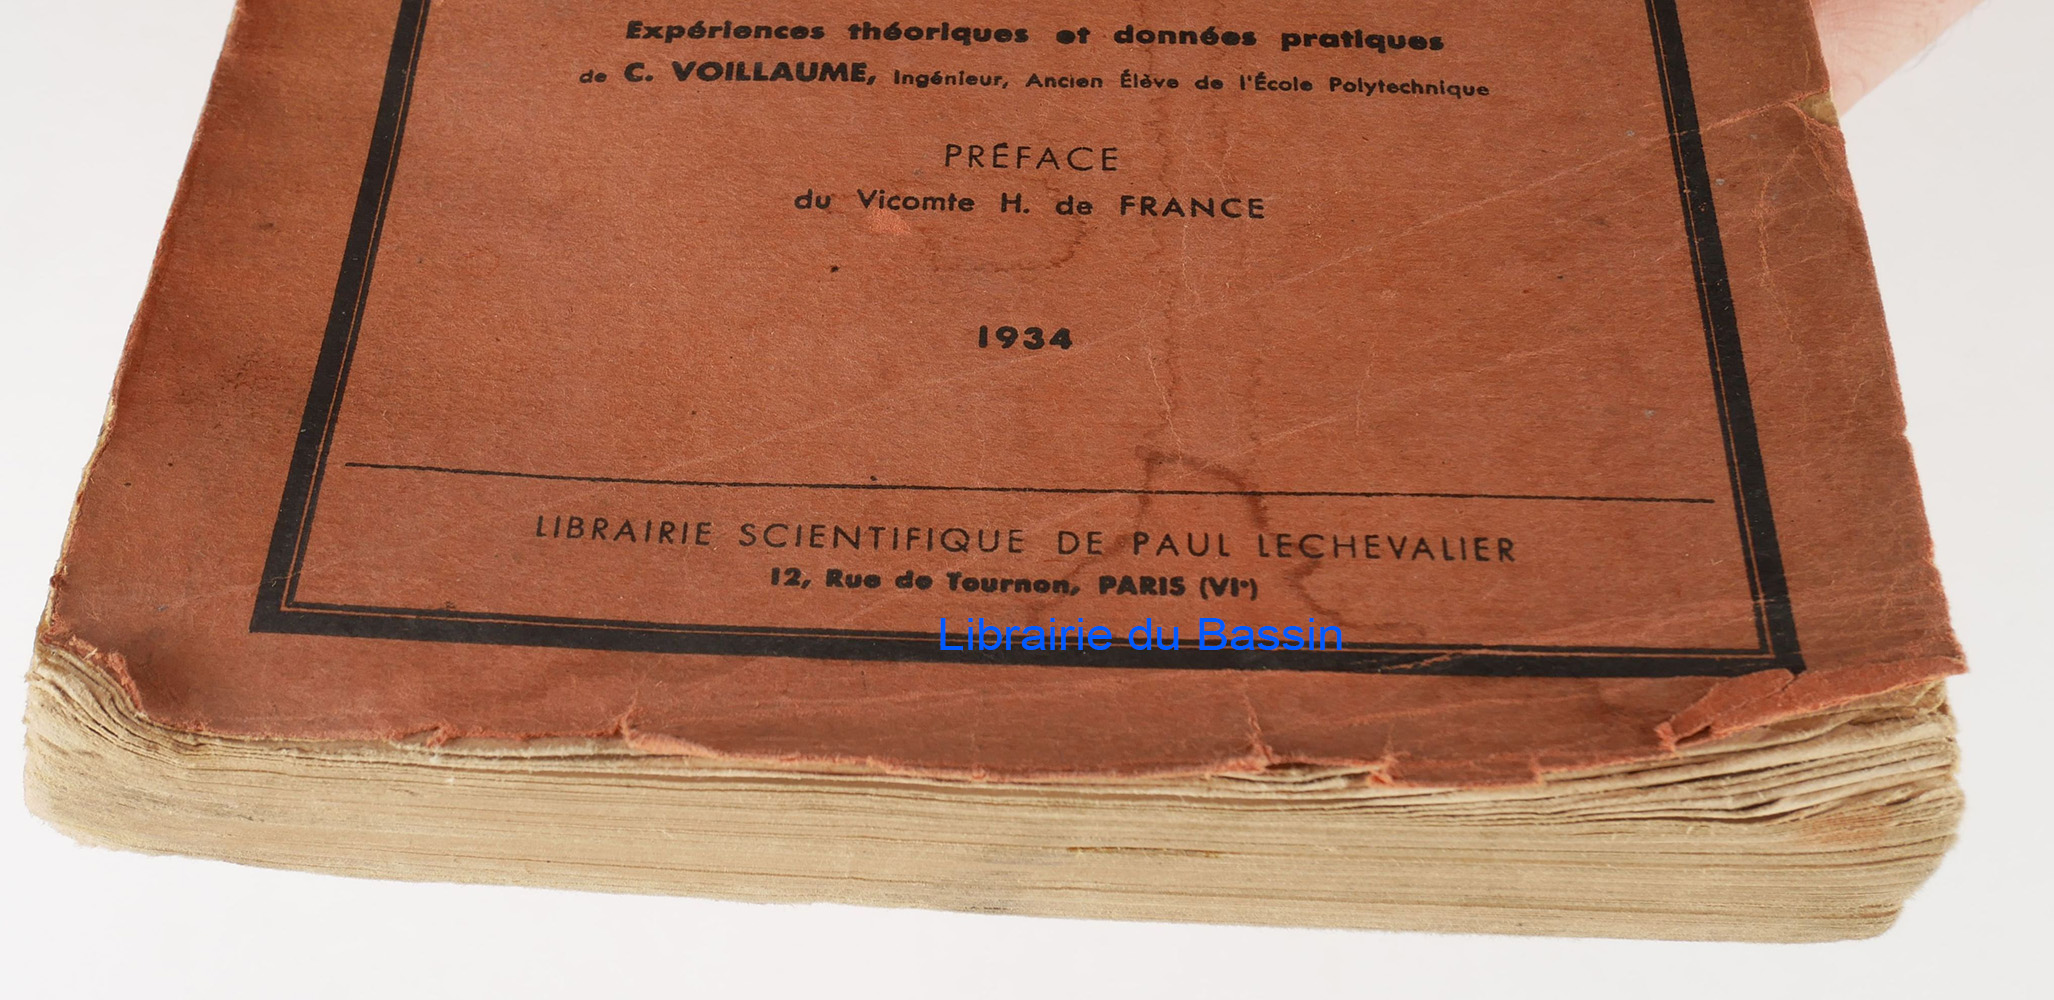 Expériences théoriques et données pratiques
de C. VOILLAUME, Ingénieur, Ancien Élève de l'École Polytechnique
PRÉFACE
du Vicomte H. de FRANCE
1934
LIBRAIRIE SCIENTIFIQUE DE PAUL LECHEVALIER
12, Rue de Tournon, PARIS (VIᵉ)
Librairie du Bassin